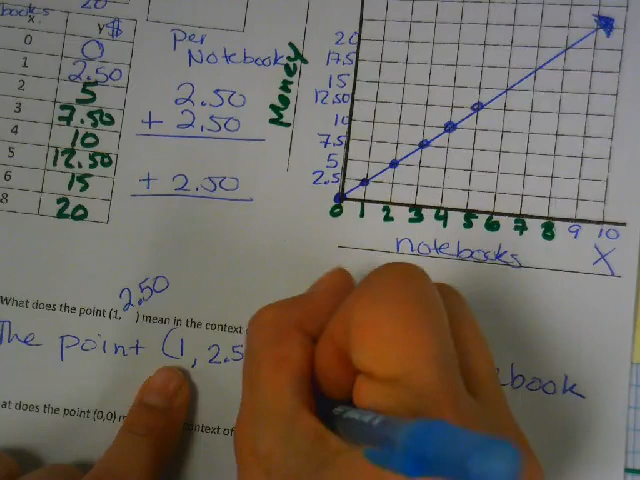 20
books
x y$
0 0
1 2.50
2 5
3 7.50
4 10
5 12.50
6 15
8 20
Per
Notebook
2.50
+ 2.50
+ 2.50
Money
20
17.5
15
12.50
10
7.5
5
2.5
0 1 2 3 4 5 6 7 8 9 10
notebooks X
2.50
What does the point (1, ) mean in the context
The point (1, 2.5
book
at does the point (0,0) context of